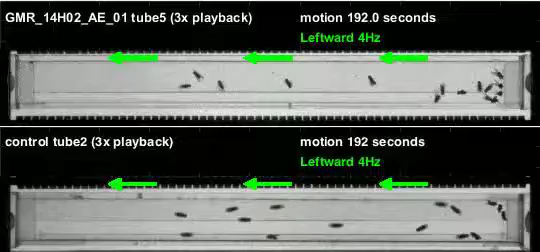 GMR_14H02_AE_01 tube5 (3x playback) motion 192.0 seconds
Leftward 4Hz
control tube2 (3x playback) motion 192 seconds
Leftward 4Hz